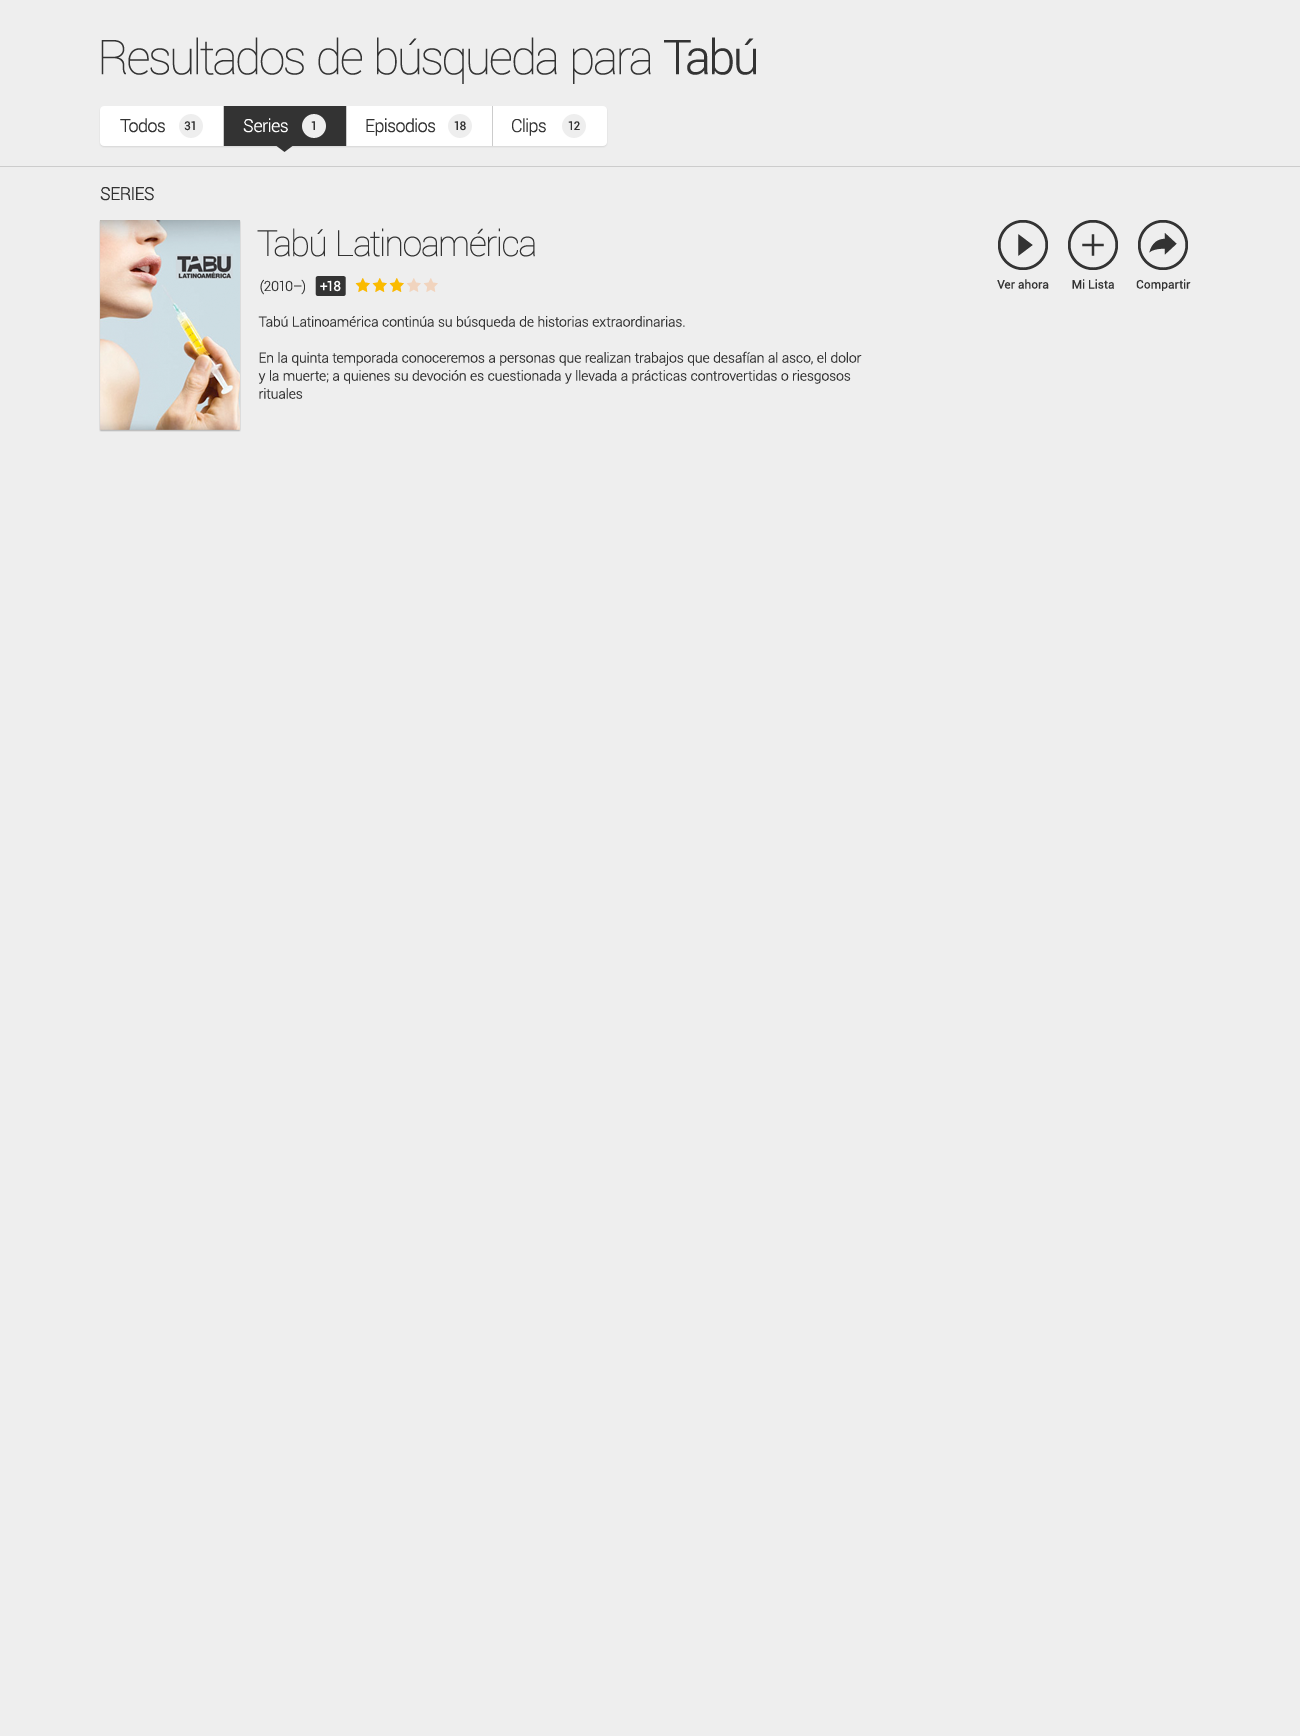 Resultados de búsqueda para Tabú
Todos 31 Series 1 Episodios 18 Clips 12
SERIES
TABU
LATINOAMÉRICA
Tabú Latinoamérica
(2010–) +18
Tabú Latinoamérica continúa su búsqueda de historias extraordinarias.
En la quinta temporada conoceremos a personas que realizan trabajos que desafían al asco, el dolor
y la muerte; a quienes su devoción es cuestionada y llevada a prácticas controvertidas o riesgosos
rituales
Ver ahora Mi Lista Compartir